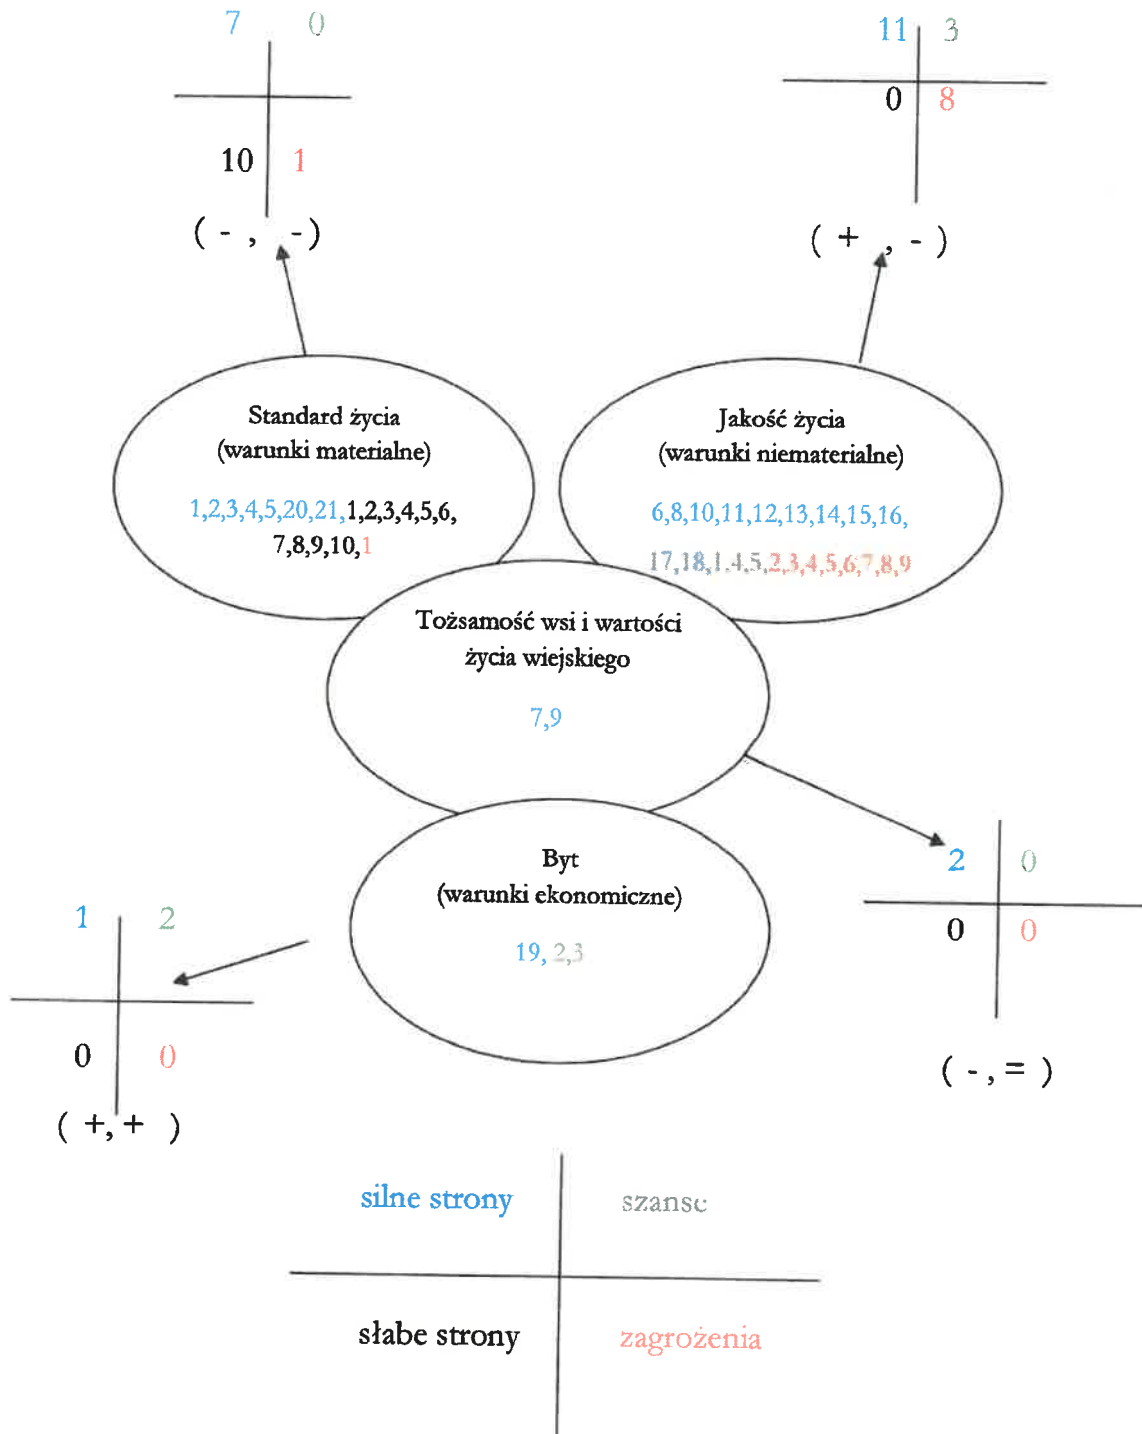 7 0
10 1
( - , -)
11 3
0 8
( + , - )
Standard życia
(warunki materialne)
1,2,3,4,5,20,21,1,2,3,4,5,6,
7,8,9,10,1
Jakość życia
(warunki niematerialne)
6,8,10,11,12,13,14,15,16,
17,18,1,4,5,2,3,4,5,6,7,8,9
Tożsamość wsi i wartości
życia wiejskiego
7,9
Byt
(warunki ekonomiczne)
19, 2,3
2 0
0 0
( - , = )
1 2
0 0
( +, + )
silne strony szanse
słabe strony zagrożenia